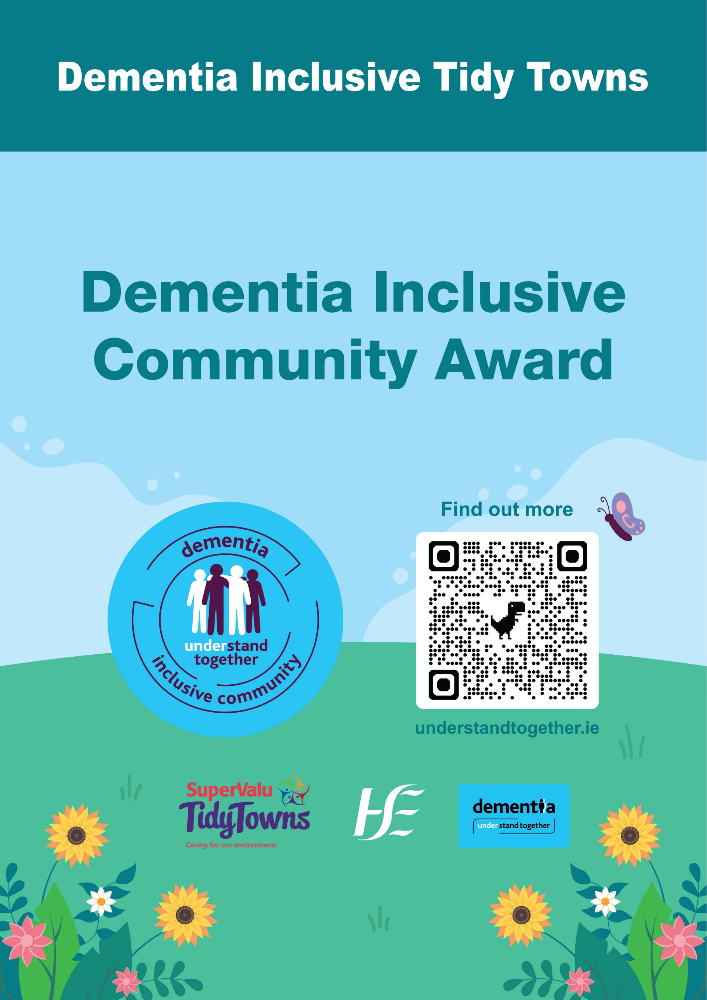 Dementia Inclusive Tidy Towns
Dementia Inclusive
Community Award
Find out more
dementia
understand
together
inclusive community
understandtogether.ie
SuperValu
TidyTowns
Caring for our environment
HSE
dementia
understand together